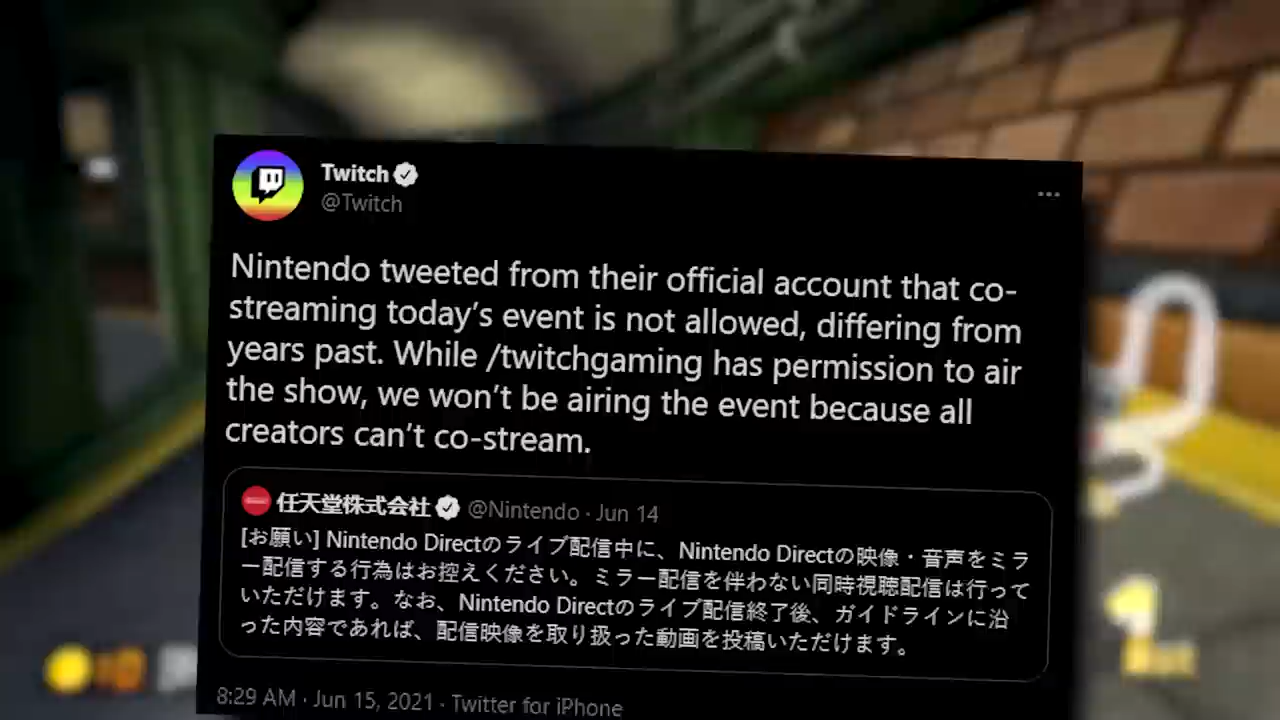 Twitch
@Twitch
Nintendo tweeted from their official account that co-
streaming today's event is not allowed, differing from
years past. While /twitchgaming has permission to air
the show, we won't be airing the event because all
creators can't co-stream.
任天堂株式会社 @Nintendo · Jun 14
[お願い] Nintendo Directのライブ配信中に、Nintendo Directの映像・音声をミラ
ー配信する行為はお控えください。ミラー配信を伴わない同時視聴配信は行って
いただけます。なお、Nintendo Directのライブ配信終了後、ガイドラインに沿
った内容であれば、配信映像を取り扱った動画を投稿いただけます。
8:29 AM · Jun 15, 2021 · Twitter for iPhone